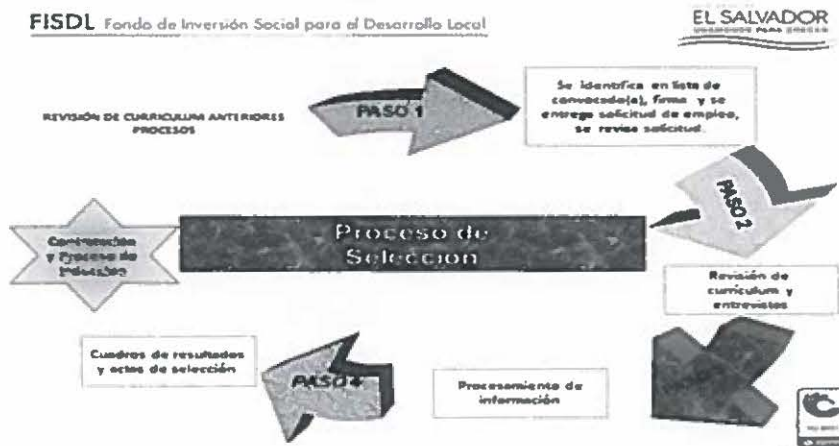 FISDL Fondo de Inversión Social para el Desarrollo Local
EL SALVADOR
UNÁMONOS PARA CRECER
REVISIÓN DE CURRICULUM ANTERIORES
PROCESOS
PASO 1
Se identifica en lista de
convocado(a), firma y se
entrega solicitud de empleo,
se revisa solicitud.
PASO 2
Proceso de
Selección
Contratación
y Proceso de
Inducción
Revisión de
curriculum y
entrevistas
Cuadros de resultados
y actas de selección
PASO 4
Procesamiento de
información